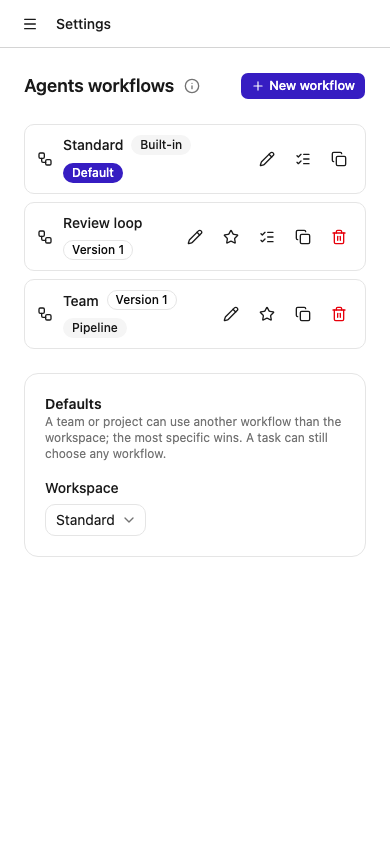 Settings
Agents workflows
New workflow
Standard Built-in
Default
Review loop
Version 1
Team Version 1
Pipeline
Defaults
A team or project can use another workflow than the
workspace; the most specific wins. A task can still
choose any workflow.
Workspace
Standard